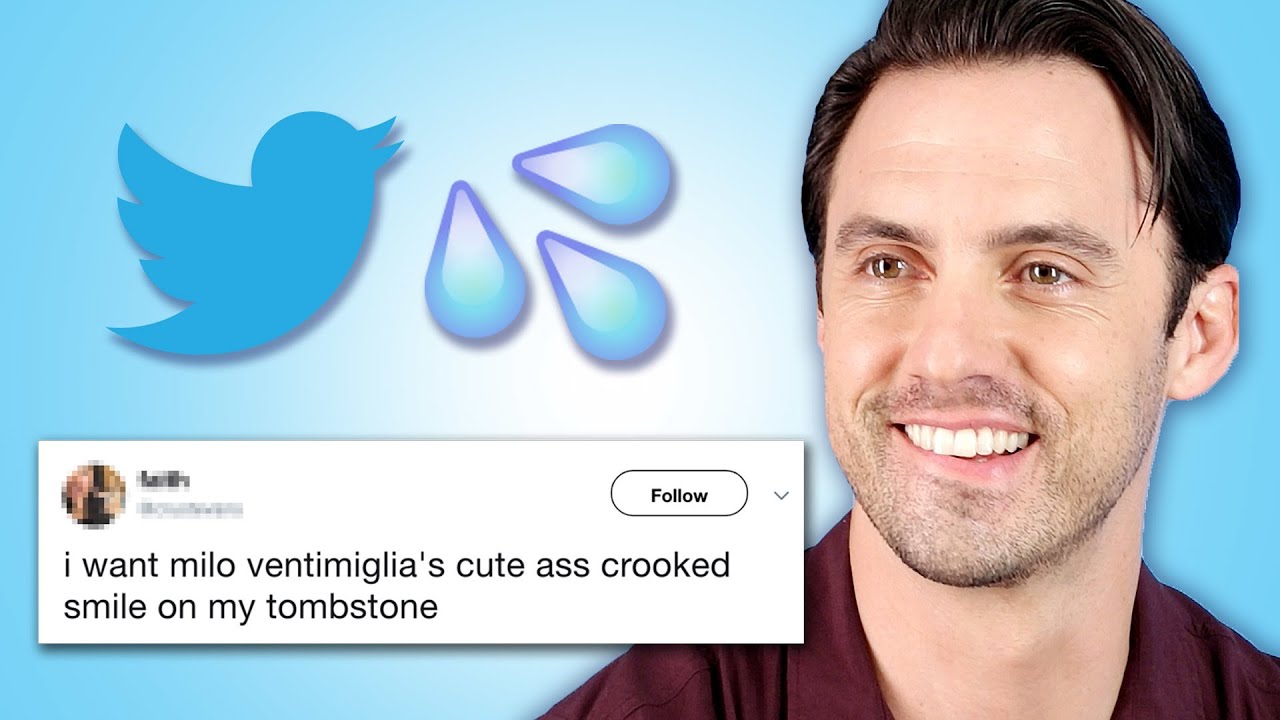 Follow
i want milo ventimiglia's cute ass crooked
smile on my tombstone